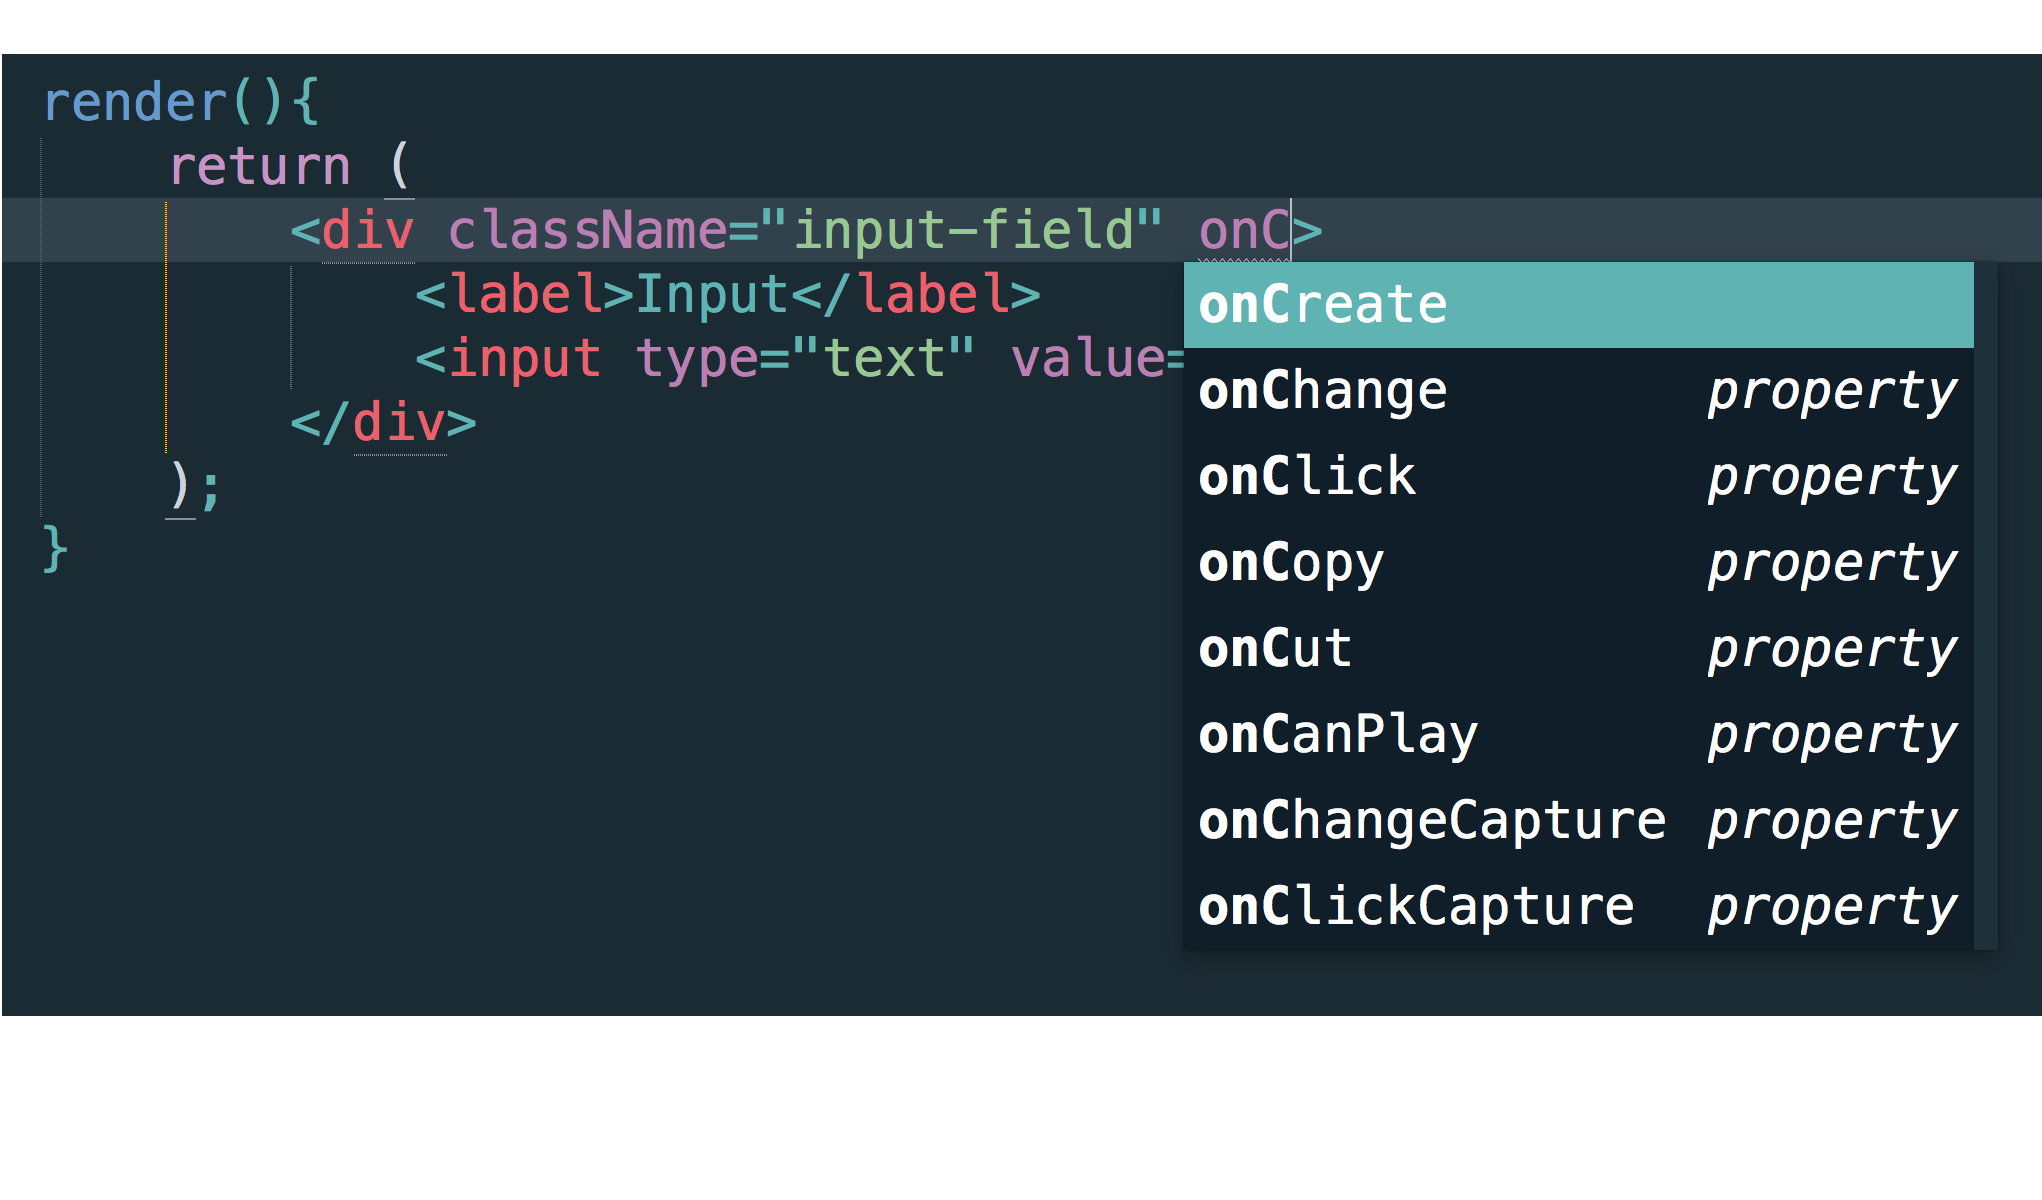 render(){
return (
<div className="input-field" onC>
<label>Input</label>
<input type="text" value=
</div>
);
}
onCreate
onChange property
onClick property
onCopy property
onCut property
onCanPlay property
onChangeCapture property
onClickCapture property